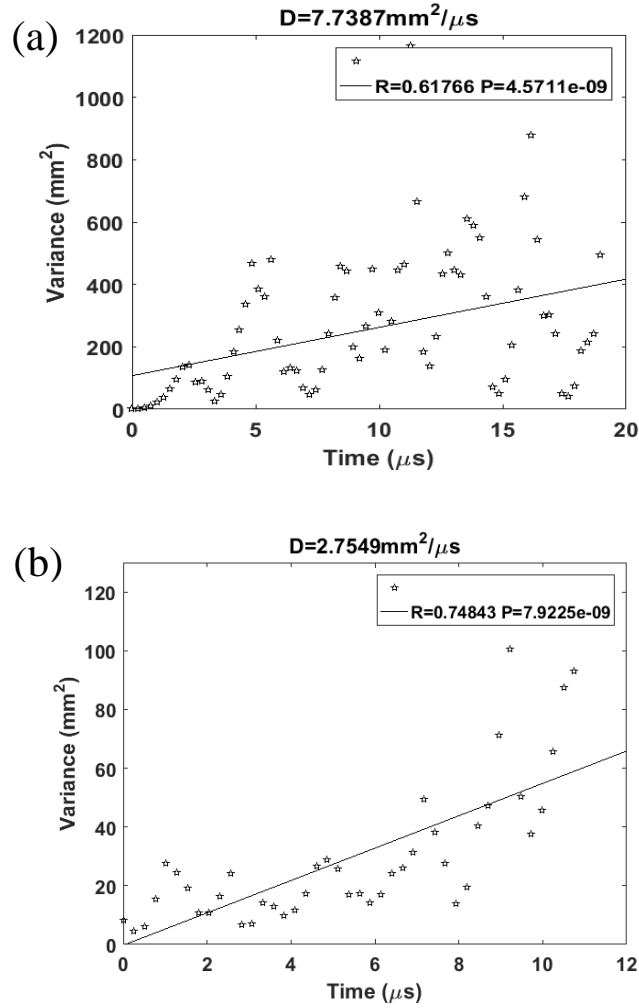 D=7.7387mm²/μs
(a)
1200
1000
800
600
400
200
0
Variance (mm²)
R=0.61766 P=4.5711e-09
0 5 10 15 20
Time (μs)
D=2.7549mm²/μs
(b)
120
100
80
60
40
20
0
Variance (mm²)
R=0.74843 P=7.9225e-09
0 2 4 6 8 10 12
Time (μs)